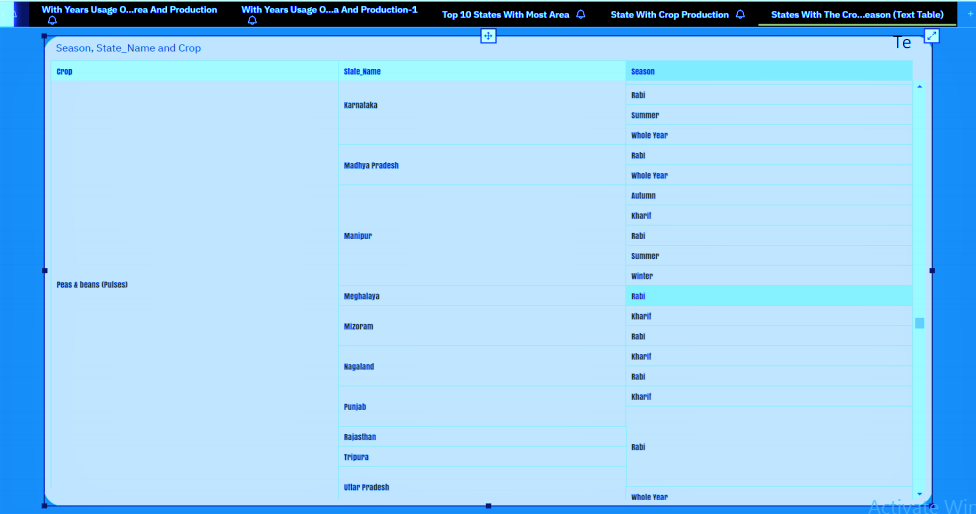 With Years Usage O...rea And Production
With Years Usage O...a And Production-1
Top 10 States With Most Area
State With Crop Production
States With The Cro...eason (Text Table)
Te
Season, State_Name and Crop
Crop State_Name Season
Karnataka
Rabi
Summer
Whole Year
Madhya Pradesh
Rabi
Whole Year
Manipur
Autumn
Kharif
Rabi
Summer
Winter
Peas & beans (Pulses)
Meghalaya
Rabi
Mizoram
Kharif
Rabi
Nagaland
Kharif
Rabi
Punjab
Kharif
Rabi
Rajasthan
Tripura
Uttar Pradesh
Whole Year
Activate Win